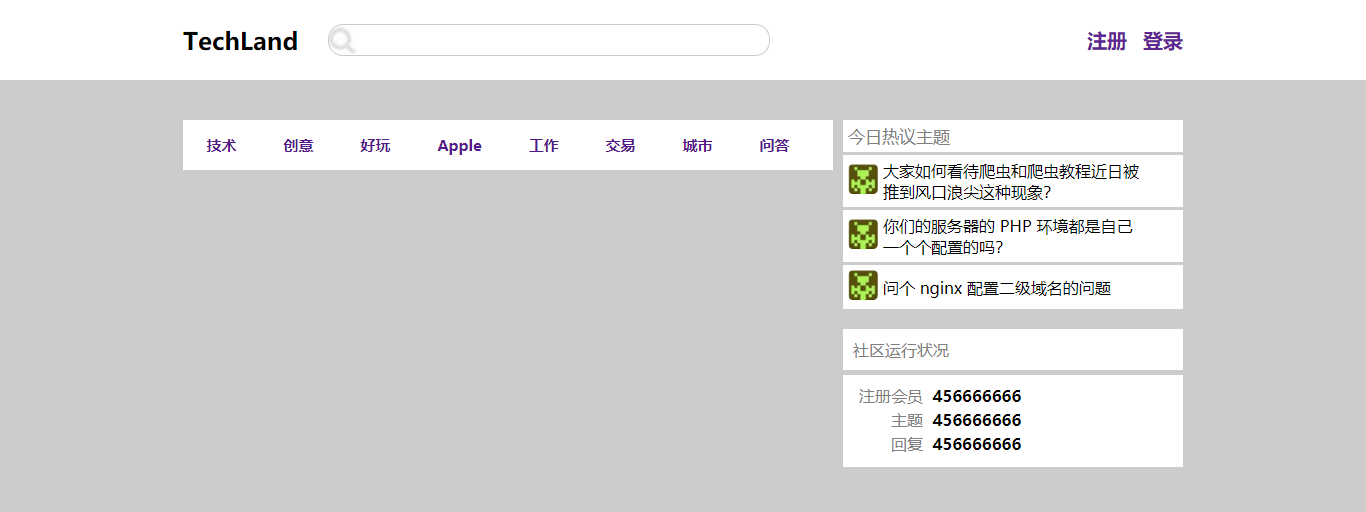 TechLand
注册 登录
技术 创意 好玩 Apple 工作 交易 城市 问答
今日热议主题
大家如何看待爬虫和爬虫教程近日被
推到风口浪尖这种现象?
你们的服务器的 PHP 环境都是自己
一个个配置的吗?
问个 nginx 配置二级域名的问题
社区运行状况
注册会员 456666666
主题 456666666
回复 456666666